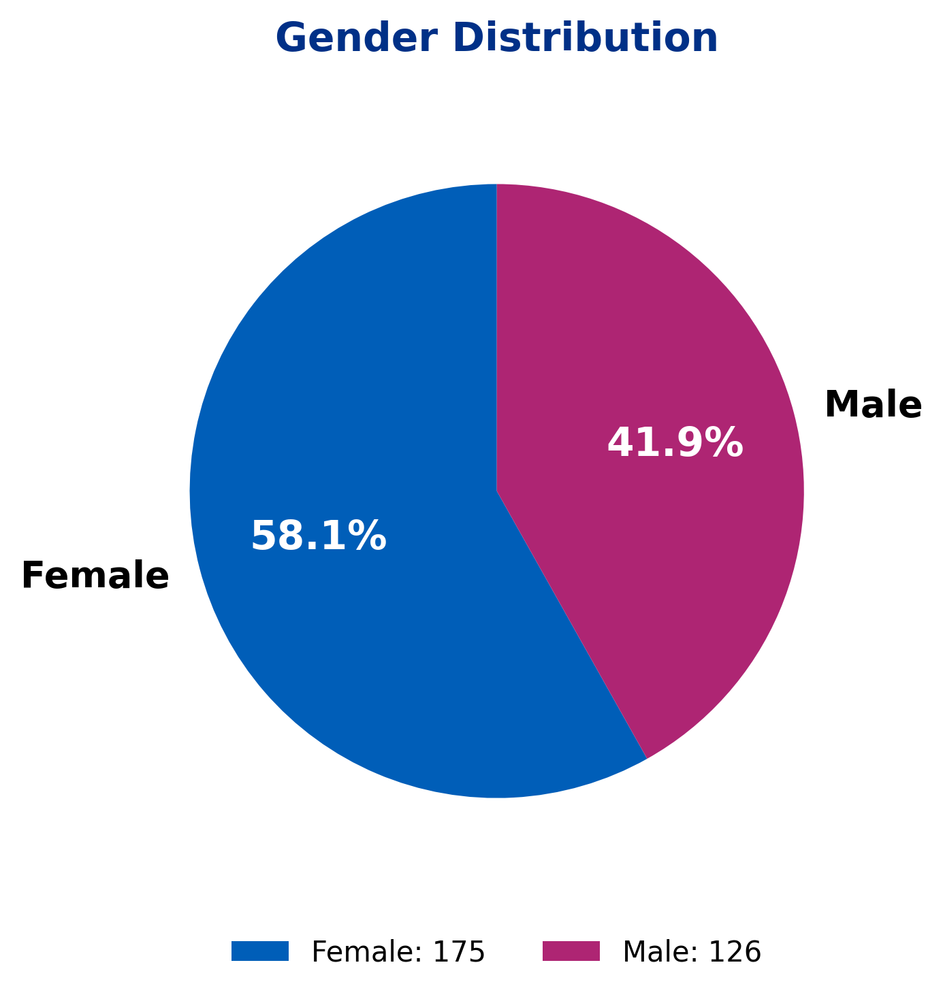 Gender Distribution
Male
41.9%
58.1%
Female
Female: 175
Male: 126